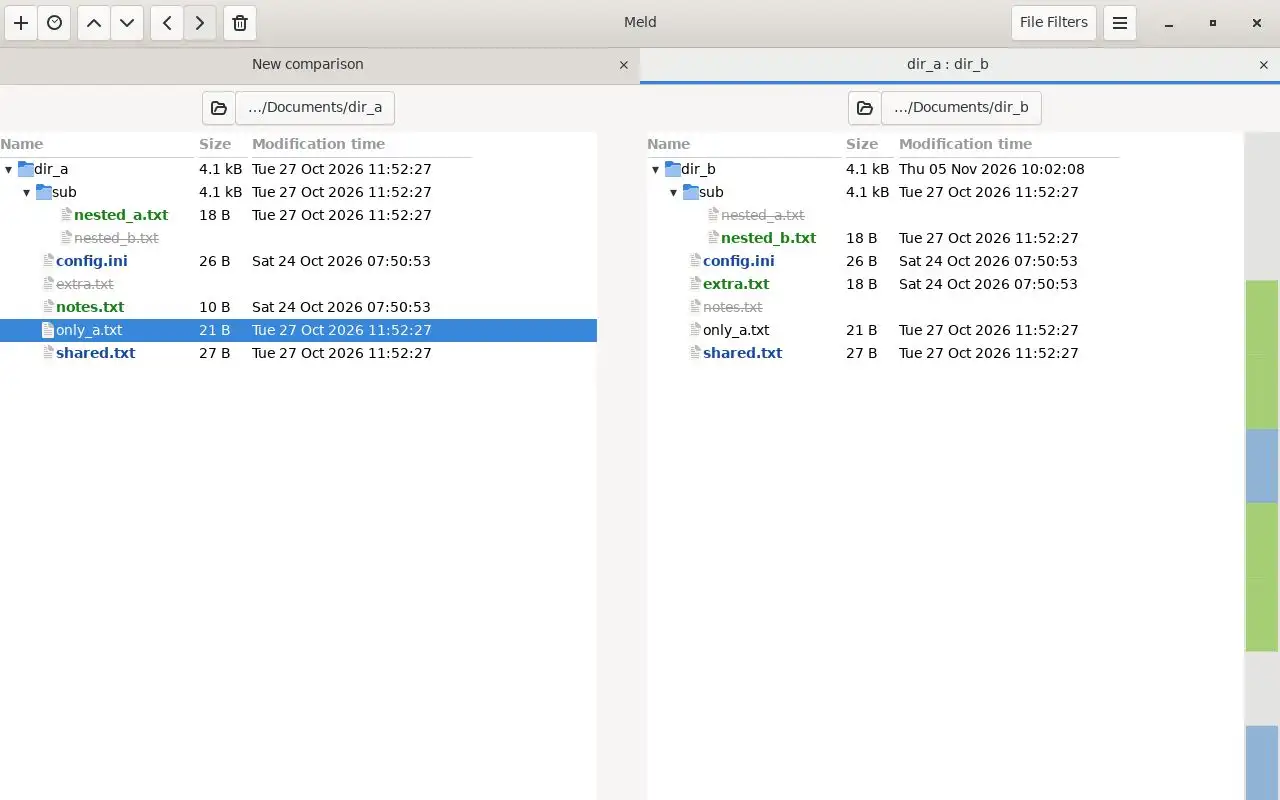 Meld
File Filters
New comparison
dir_a : dir_b
.../Documents/dir_a
.../Documents/dir_b
Name Size Modification time
dir_a 4.1 kB Tue 27 Oct 2026 11:52:27
sub 4.1 kB Tue 27 Oct 2026 11:52:27
nested_a.txt 18 B Tue 27 Oct 2026 11:52:27
nested_b.txt
config.ini 26 B Sat 24 Oct 2026 07:50:53
extra.txt
notes.txt 10 B Sat 24 Oct 2026 07:50:53
only_a.txt 21 B Tue 27 Oct 2026 11:52:27
shared.txt 27 B Tue 27 Oct 2026 11:52:27
Name Size Modification time
dir_b 4.1 kB Thu 05 Nov 2026 10:02:08
sub 4.1 kB Tue 27 Oct 2026 11:52:27
nested_a.txt
nested_b.txt 18 B Tue 27 Oct 2026 11:52:27
config.ini 26 B Sat 24 Oct 2026 07:50:53
extra.txt 18 B Sat 24 Oct 2026 07:50:53
notes.txt
only_a.txt 21 B Tue 27 Oct 2026 11:52:27
shared.txt 27 B Tue 27 Oct 2026 11:52:27